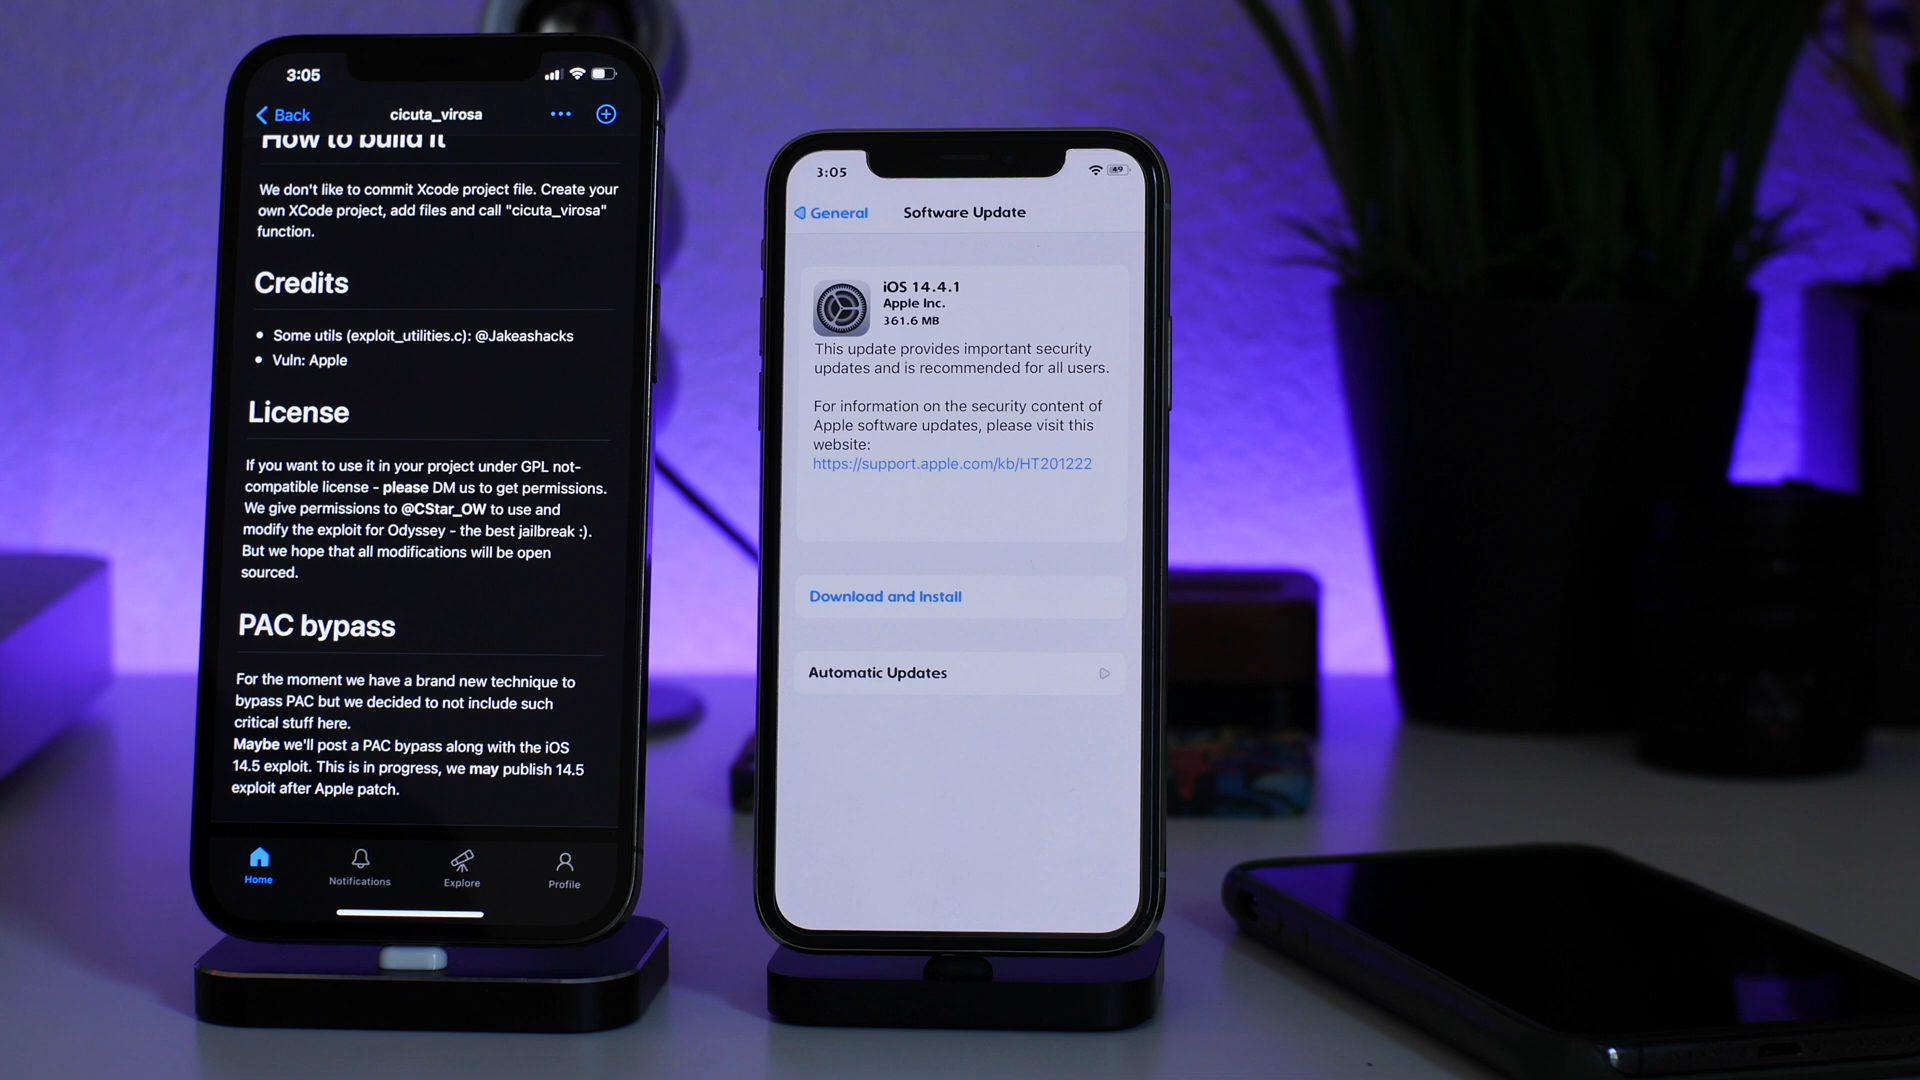 3:05
Back
cicuta_virosa
How to build it
We don't like to commit Xcode project file. Create your
own XCode project, add files and call "cicuta_virosa"
function.
Credits
Some utils (exploit_utilities.c): @Jakeashacks
Vuln: Apple
License
If you want to use it in your project under GPL not-
compatible license - please DM us to get permissions.
We give permissions to @CStar_OW to use and
modify the exploit for Odyssey - the best jailbreak :).
But we hope that all modifications will be open
sourced.
PAC bypass
For the moment we have a brand new technique to
bypass PAC but we decided to not include such
critical stuff here.
Maybe we'll post a PAC bypass along with the iOS
14.5 exploit. This is in progress, we may publish 14.5
exploit after Apple patch.
Home
Notifications
Explore
Profile
3:05
49
General
Software Update
iOS 14.4.1
Apple Inc.
361.6 MB
This update provides important security
updates and is recommended for all users.
For information on the security content of
Apple software updates, please visit this
website:
https://support.apple.com/kb/HT201222
Download and Install
Automatic Updates